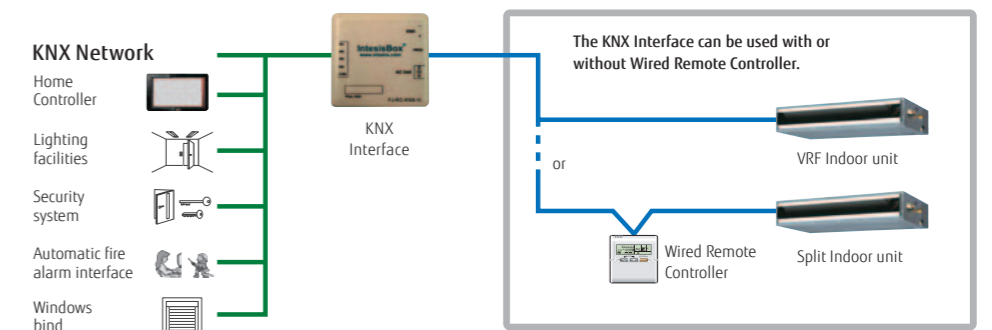 KNX Network
Home
Controller
Lighting
facilities
Security
system
Automatic fire
alarm interface
Windows
bind
IntesisBox
KNX
Interface
The KNX Interface can be used with or
without Wired Remote Controller.
VRF Indoor unit
or
Wired Remote
Controller
Split Indoor unit